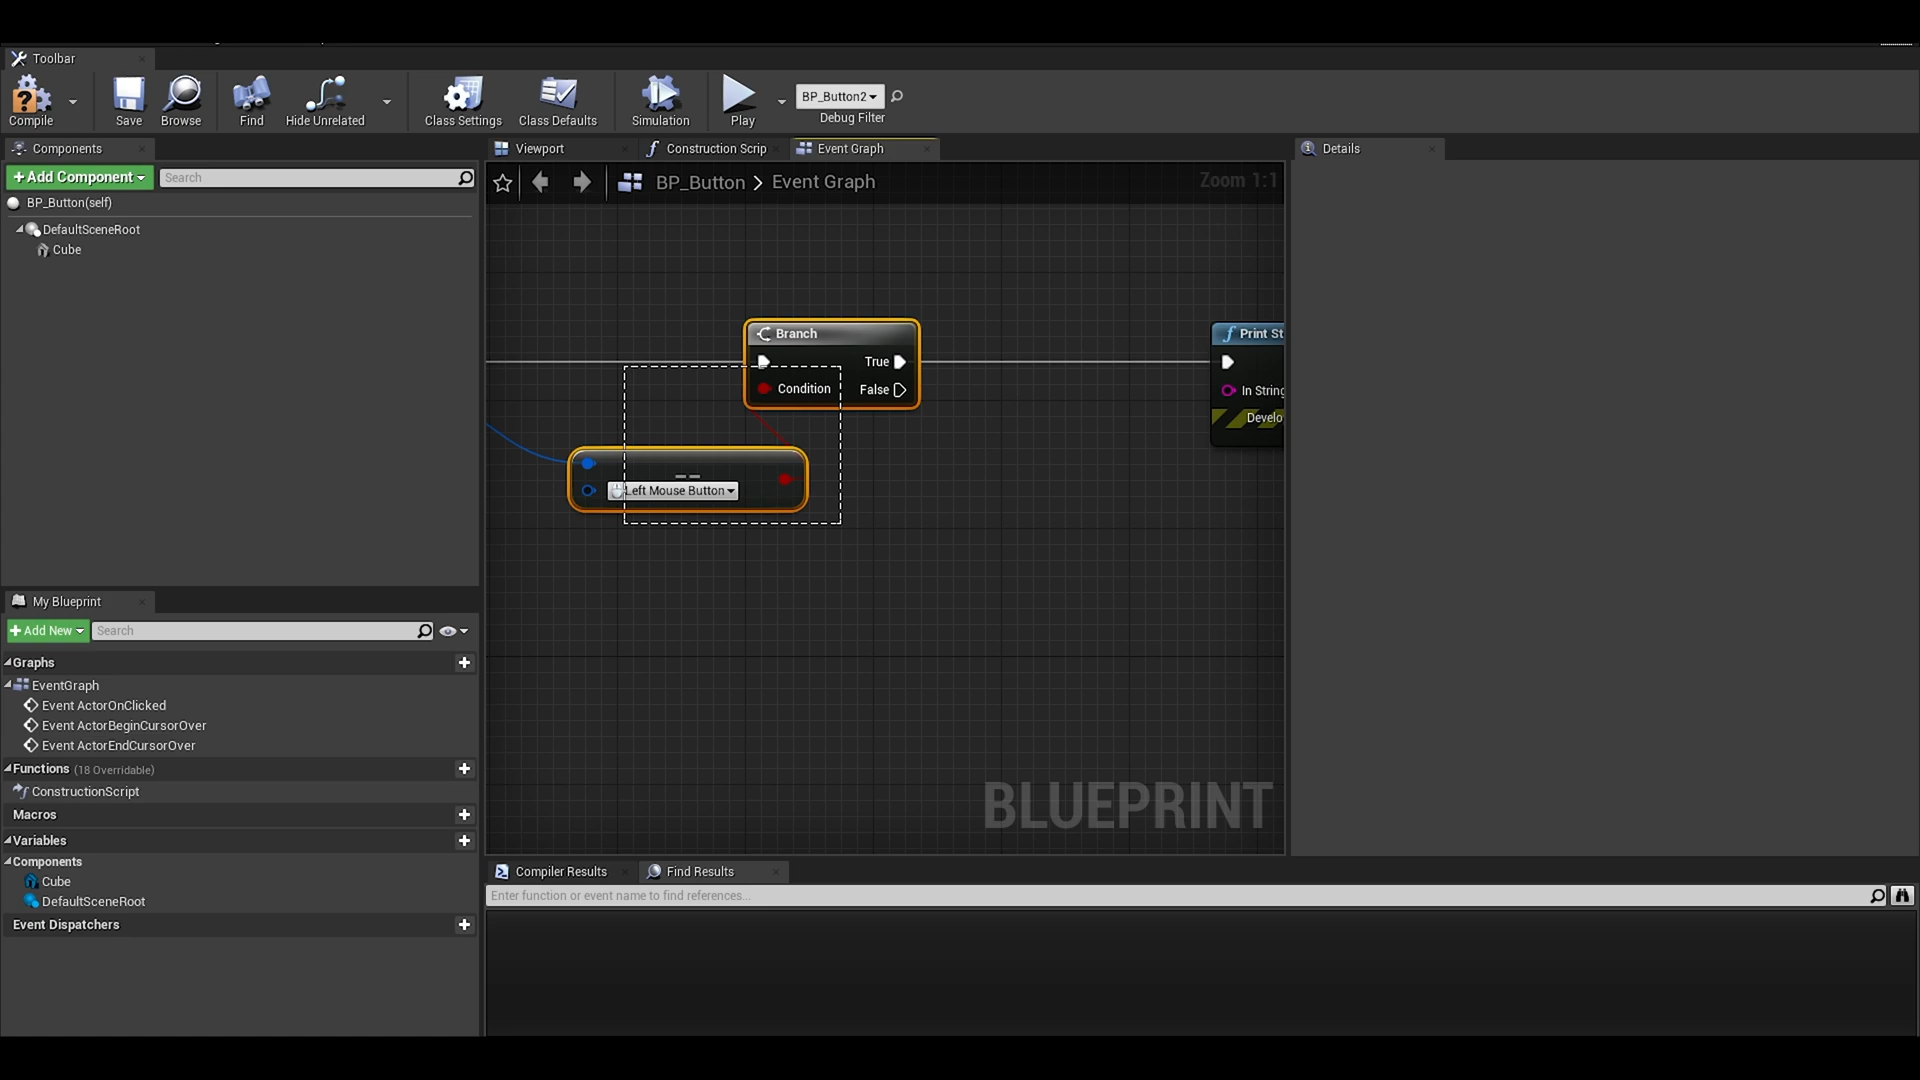 Toolbar
Compile
Save
Browse
Find
Hide Unrelated
Class Settings
Class Defaults
Simulation
Play
BP_Button2
Debug Filter
Components
Viewport
Construction Scrip
Event Graph
Details
+Add Component
Search
BP_Button > Event Graph
Zoom 1:1
BP_Button(self)
DefaultSceneRoot
Cube
Branch
True
Condition
False
Print St
In String
Develo
==
Left Mouse Button
My Blueprint
+Add New
Search
Graphs
EventGraph
Event ActorOnClicked
Event ActorBeginCursorOver
Event ActorEndCursorOver
Functions (18 Overridable)
ConstructionScript
Macros
Variables
Components
Cube
DefaultSceneRoot
Event Dispatchers
BLUEPRINT
Compiler Results
Find Results
Enter function or event name to find references...